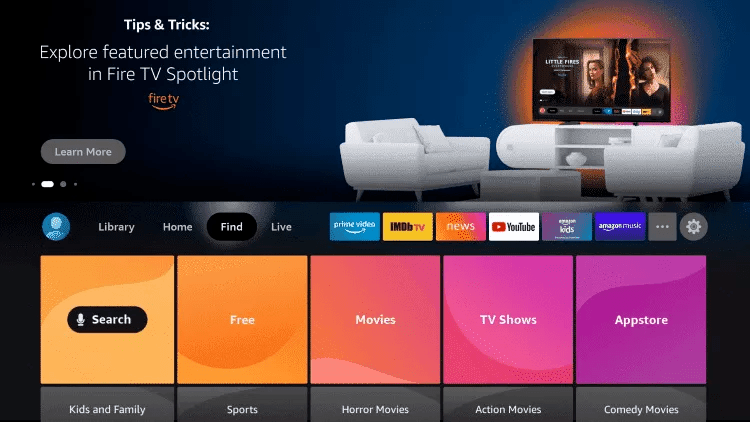 Tips & Tricks:
Explore featured entertainment
in Fire TV Spotlight
fire tv
Learn More
LITTLE FIRES
Library
Home
Find
Live
prime video
IMDb TV
news
YouTube
amazon
kids
amazon music
Search
Free
Movies
TV Shows
Appstore
Kids and Family
Sports
Horror Movies
Action Movies
Comedy Movies